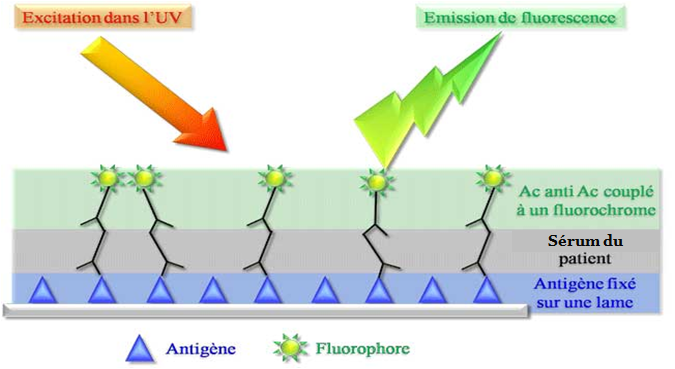 Excitation dans l'UV
Emission de fluorescence
Ac anti Ac couplé
à un fluorochrome
Sérum du
patient
Antigène fixé
sur une lame
Antigène
Fluorophore